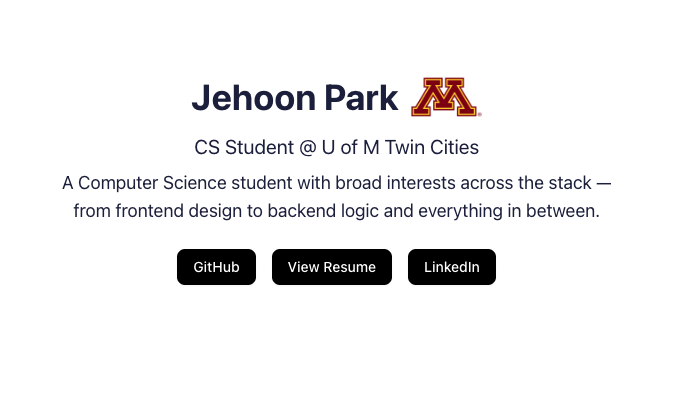 Jehoon Park M
CS Student @ U of M Twin Cities
A Computer Science student with broad interests across the stack —
from frontend design to backend logic and everything in between.
GitHub View Resume LinkedIn